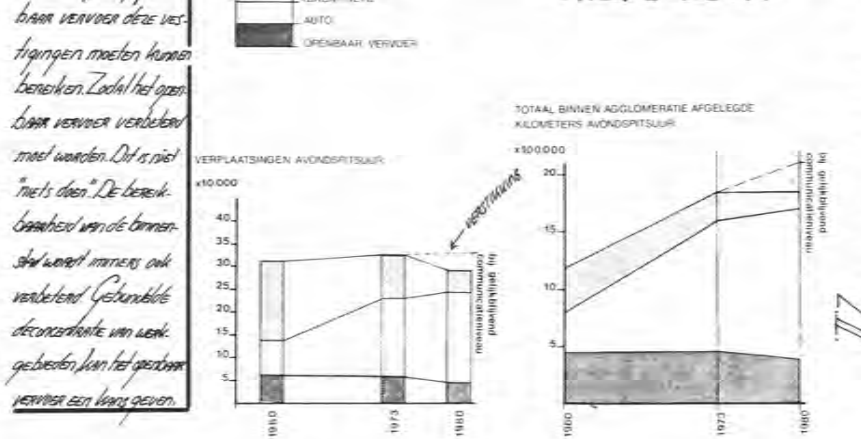 BAAR VERVOER DEZE VES-
tigingen moeten kunnen
bereiken. Zodat het open-
BAAR VERVOER VERBETERD
moet worden. Dit is niet
"niets doen". De bereik-
baarheid van de binnen-
stad wordt immers ook
verbeterd. Gebundelde
deconcentratie van werk-
gebieden kan het openbaar
vervoer een kans geven.
AUTO
OPENBAAR VERVOER
VERPLAATSINGEN AVONDSPITSUUR
x10.000
40
35
30
25
20
15
10
5
1960
1973
1980
VERSTIKKING
bij gelijkblijvend
communicatieniveau
TOTAAL BINNEN AGGLOMERATIE AFGELEGDE
KILOMETERS AVONDSPITSUUR
x100.000
20
15
10
5
1960
1973
1980
bij gelijkblijvend
communicatieniveau